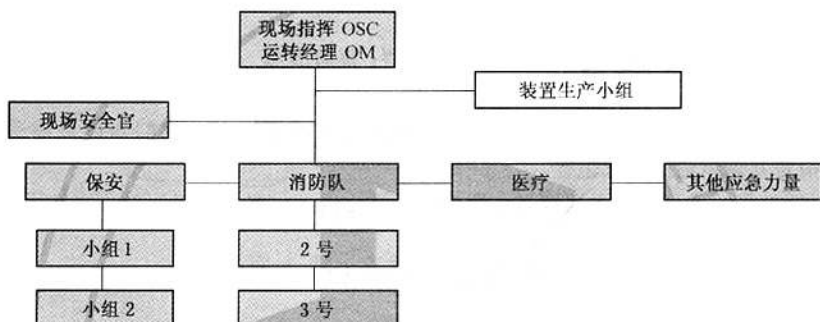 现场指挥 OSC
运转经理 OM
装置生产小组
现场安全官
保安
消防队
医疗
其他应急力量
小组 1
2 号
小组 2
3 号